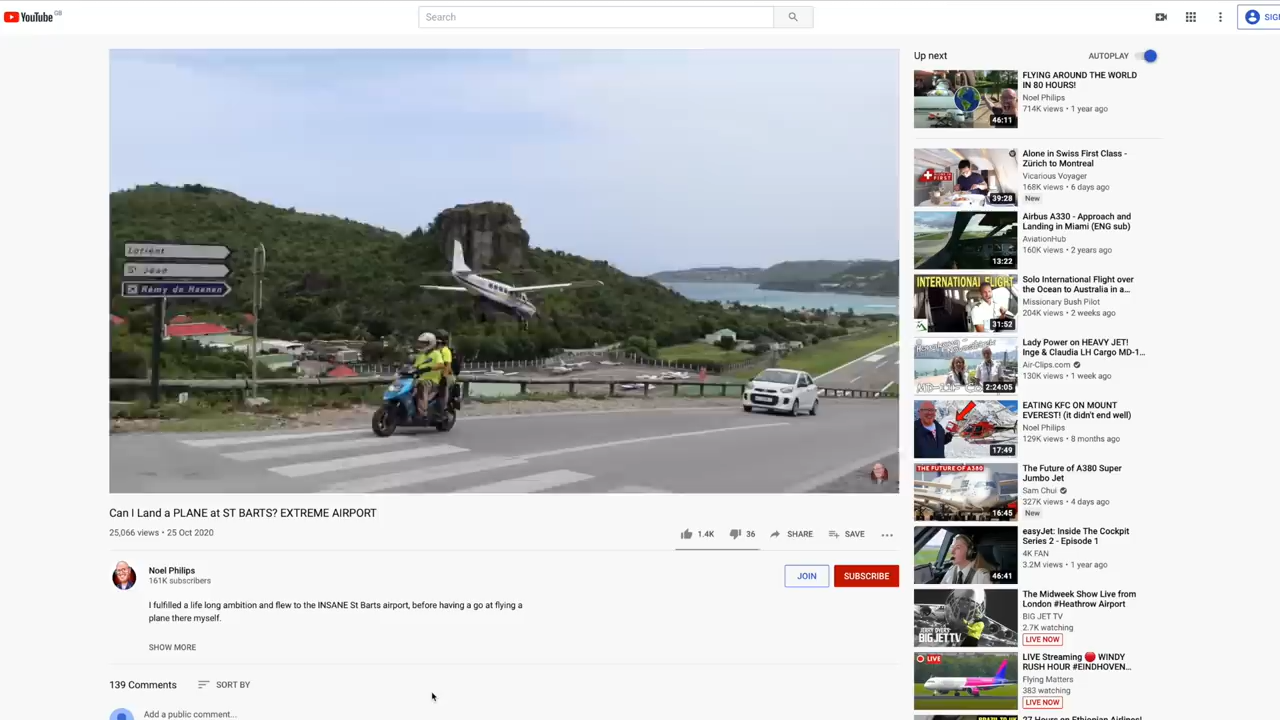 YouTube GB
Search
SIG
Lorient
St Jean
Rémy de Haenen
Can I Land a PLANE at ST BARTS? EXTREME AIRPORT
25,066 views • 25 Oct 2020
1.4K
36
SHARE
SAVE
Noel Philips
161K subscribers
JOIN
SUBSCRIBE
I fulfilled a life long ambition and flew to the INSANE St Barts airport, before having a go at flying a
plane there myself.
SHOW MORE
139 Comments
SORT BY
Add a public comment...
Up next
AUTOPLAY
46:11
FLYING AROUND THE WORLD
IN 80 HOURS!
Noel Philips
714K views • 1 year ago
39:28
Alone in Swiss First Class -
Zürich to Montreal
Vicarious Voyager
168K views • 6 days ago
New
13:22
Airbus A330 - Approach and
Landing in Miami (ENG sub)
AviationHub
160K views • 2 years ago
INTERNATIONAL FLIGHT
31:52
Solo International Flight over
the Ocean to Australia in a...
Missionary Bush Pilot
204K views • 2 weeks ago
2:24:05
Lady Power on HEAVY JET!
Inge & Claudia LH Cargo MD-1...
Air-Clips.com
130K views • 1 week ago
17:49
EATING KFC ON MOUNT
EVEREST! (it didn't end well)
Noel Philips
129K views • 8 months ago
THE FUTURE OF A380
16:45
The Future of A380 Super
Jumbo Jet
Sam Chui
327K views • 4 days ago
New
46:41
easyJet: Inside The Cockpit
Series 2 - Episode 1
4K FAN
3.2M views • 1 year ago
BIG JET TV
The Midweek Show Live from
London #Heathrow Airport
BIG JET TV
2.7K watching
LIVE NOW
LIVE
LIVE Streaming 🔴 WINDY
RUSH HOUR #EINDHOVEN...
Flying Matters
383 watching
LIVE NOW
27 Hours on Ethiopian Airlines!